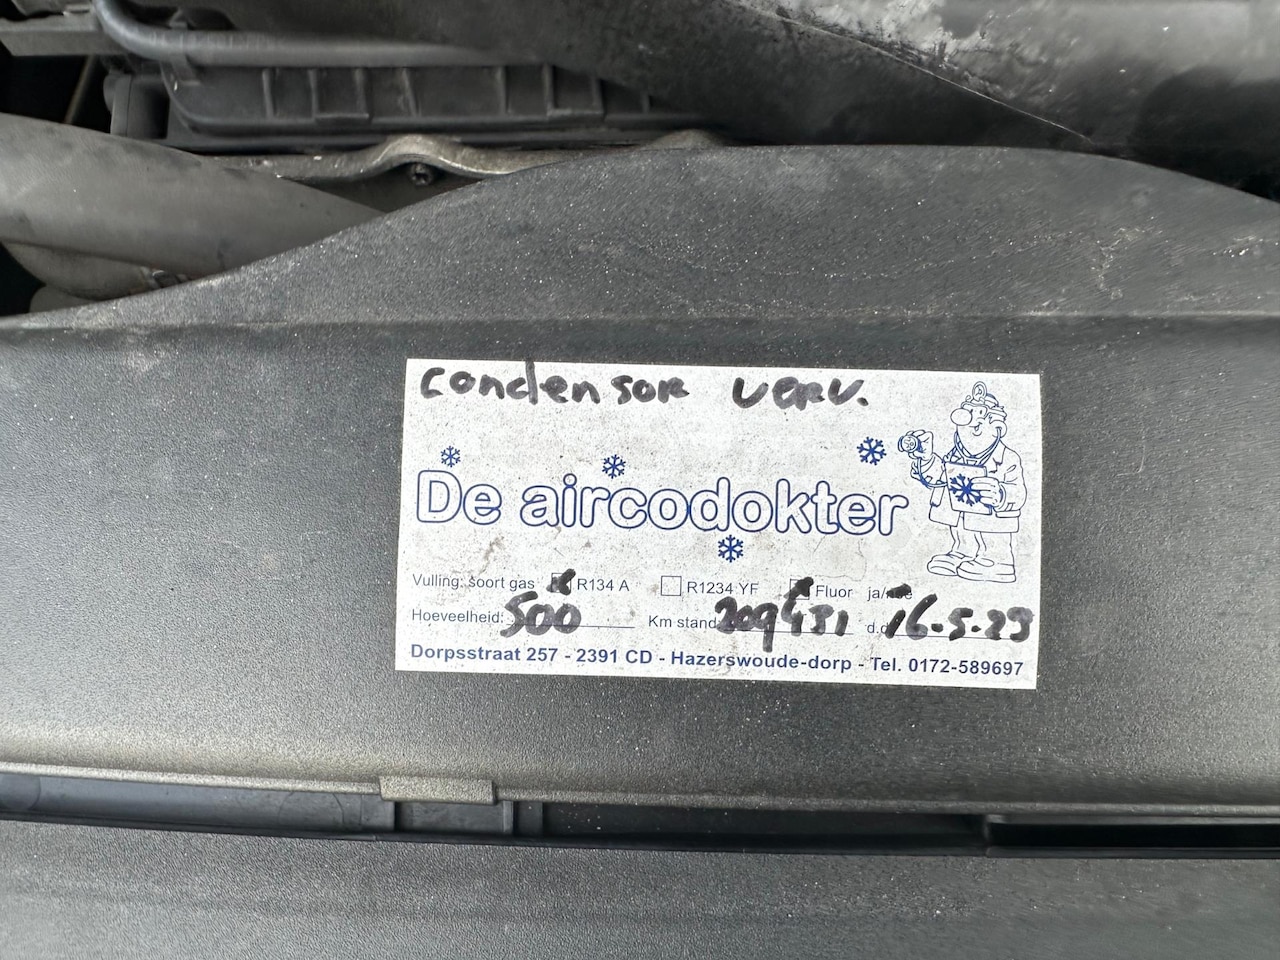 condensor verv.
De aircodokter
Vulling: soort gas R134 A R1234 YF Fluor ja/nee
Hoeveelheid: 500 Km stand 209431 d.d. 16-5-23
Dorpsstraat 257 - 2391 CD - Hazerswoude-dorp - Tel. 0172-589697